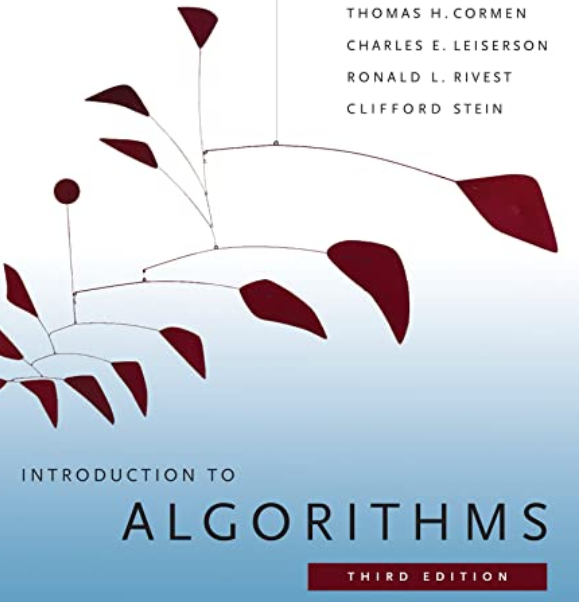 THOMAS H. CORMEN
CHARLES E. LEISERSON
RONALD L. RIVEST
CLIFFORD STEIN
INTRODUCTION TO
ALGORITHMS
THIRD EDITION